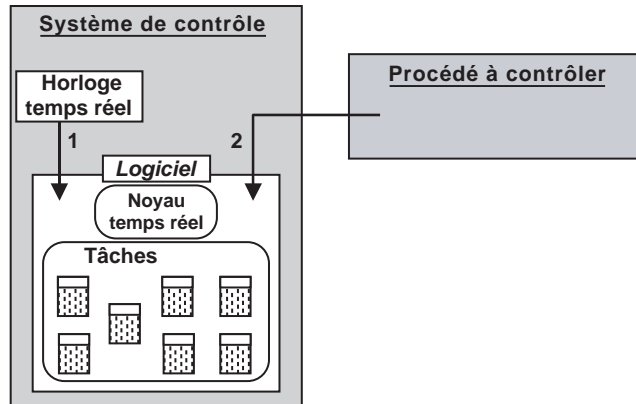 Système de contrôle
Procédé à contrôler
Horloge
temps réel
1
2
Logiciel
Noyau
temps réel
Tâches